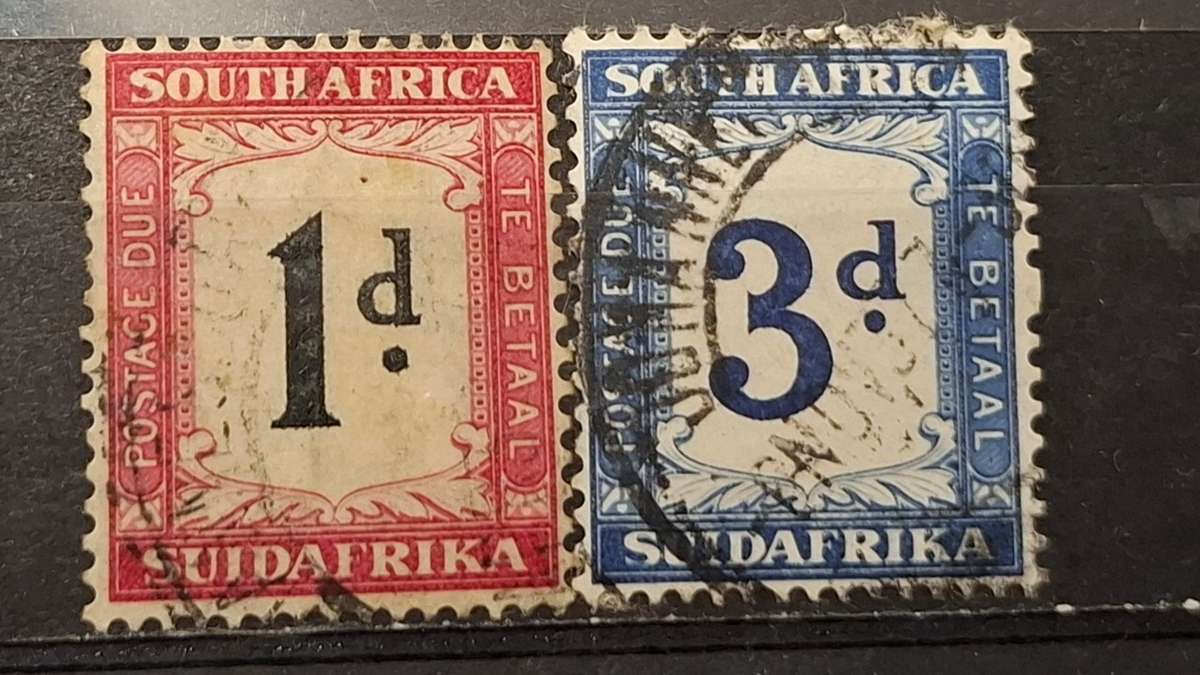 SOUTH AFRICA
POSTAGE DUE
1d.
TE BETAAL
SUIDAFRIKA
SOUTH AFRICA
POSTAGE DUE
3d.
TE BETAAL
SUIDAFRIKA